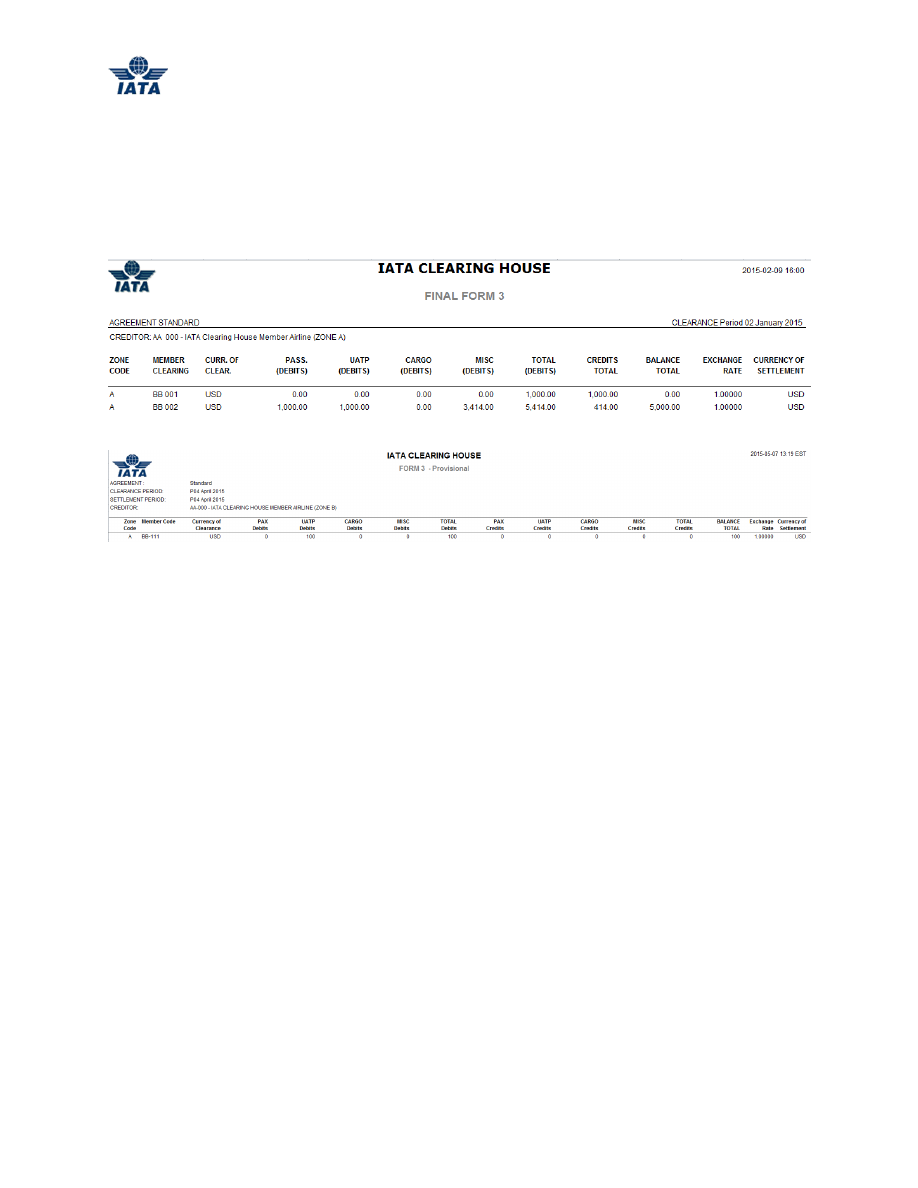 IATA
IATA CLEARING HOUSE 2015-02-09 16:00
IATA
FINAL FORM 3
AGREEMENT STANDARD CLEARANCE Period 02 January 2015
CREDITOR: AA 000 - IATA Clearing House Member Airline (ZONE A)
ZONE MEMBER CURR. OF PASS. UATP CARGO MISC TOTAL CREDITS BALANCE EXCHANGE CURRENCY OF
CODE CLEARING CLEAR. (DEBITS) (DEBITS) (DEBITS) (DEBITS) (DEBITS) TOTAL TOTAL RATE SETTLEMENT
A BB 001 USD 0.00 0.00 0.00 0.00 1,000.00 1,000.00 0.00 1.00000 USD
A BB 002 USD 1,000.00 1,000.00 0.00 3,414.00 5,414.00 414.00 5,000.00 1.00000 USD
IATA CLEARING HOUSE 2015-05-07 13:19 EST
FORM 3 - Provisional
IATA
AGREEMENT: Standard
CLEARANCE PERIOD: P04 April 2015
SETTLEMENT PERIOD: P04 April 2015
CREDITOR: AA-000 - IATA CLEARING HOUSE MEMBER AIRLINE (ZONE B)
Zone Member Code Currency of PAX UATP CARGO MISC TOTAL PAX UATP CARGO MISC TOTAL BALANCE Exchange Currency of
Code Clearance Debits Debits Debits Debits Debits Credits Credits Credits Credits Credits TOTAL Rate Settlement
A BB-111 USD 0 100 0 0 100 0 0 0 0 0 100 1.00000 USD